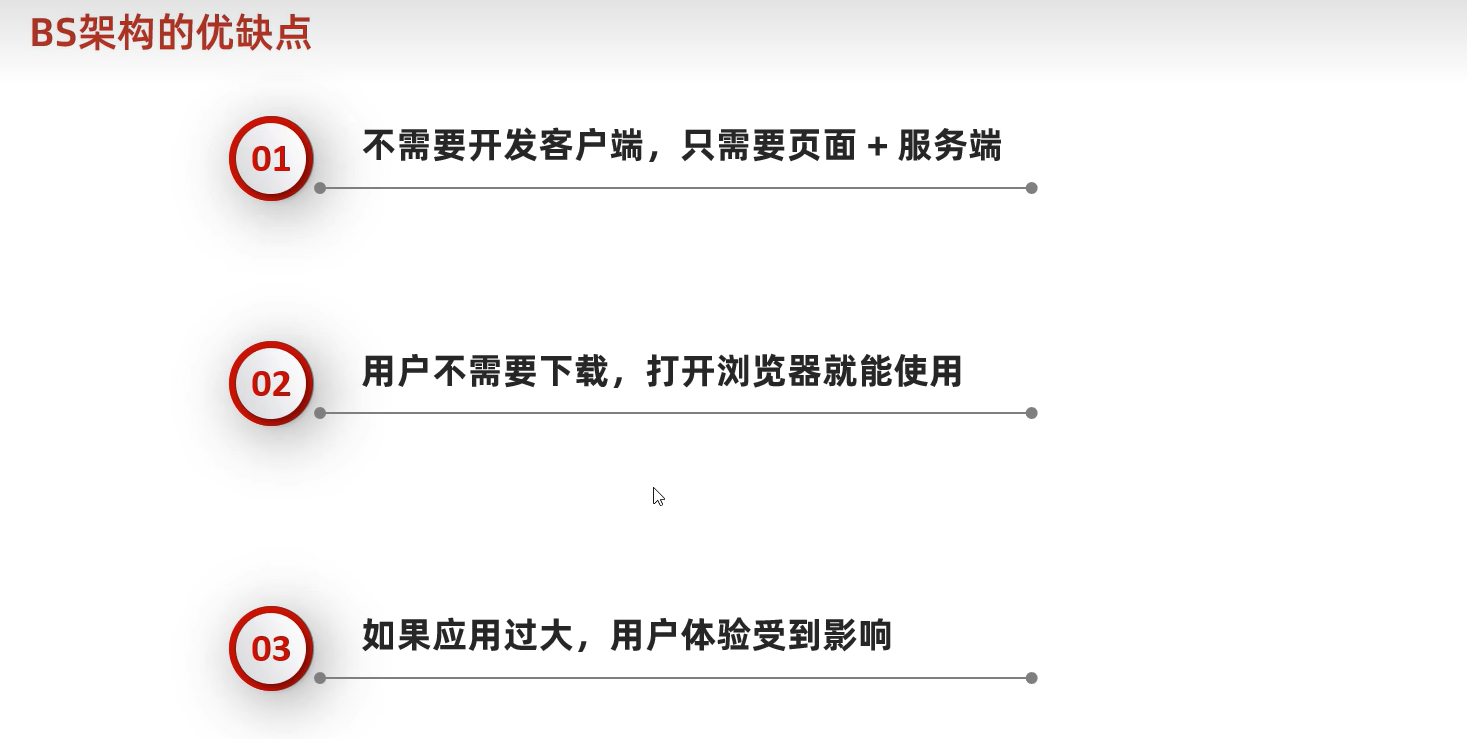 BS架构的优缺点
01
不需要开发客户端，只需要页面 + 服务端
02
用户不需要下载，打开浏览器就能使用
03
如果应用过大，用户体验受到影响